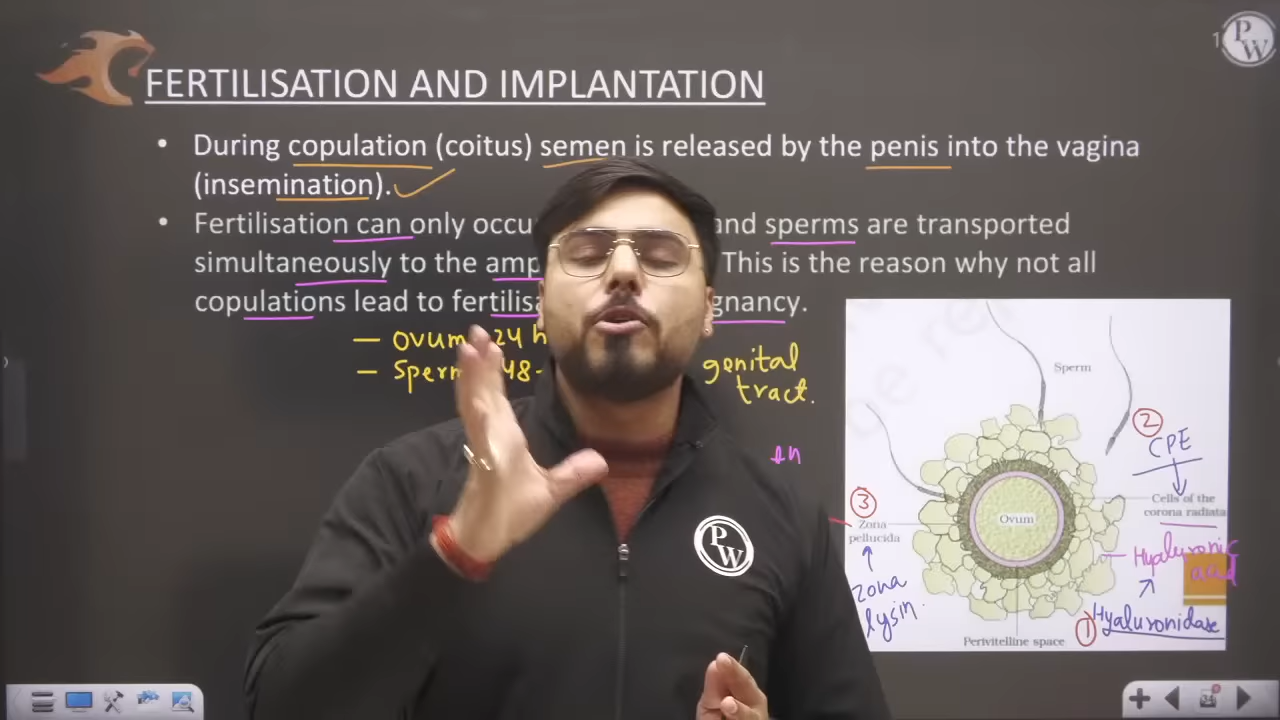 PW
1
FERTILISATION AND IMPLANTATION
• During copulation (coitus) semen is released by the penis into the vagina
(insemination).
• Fertilisation can only occu and sperms are transported
simultaneously to the amp This is the reason why not all
copulations lead to fertilisa gnancy.
— Ovum 24 h
— Sperm 48- genital
tract.
Sperm
②
CPE
Cells of the
corona radiata
③
Zona
pellucida
Ovum
Hyaluronic
acid
Zona
lysin.
① Hyaluronidase
Perivitelline space
PW
34